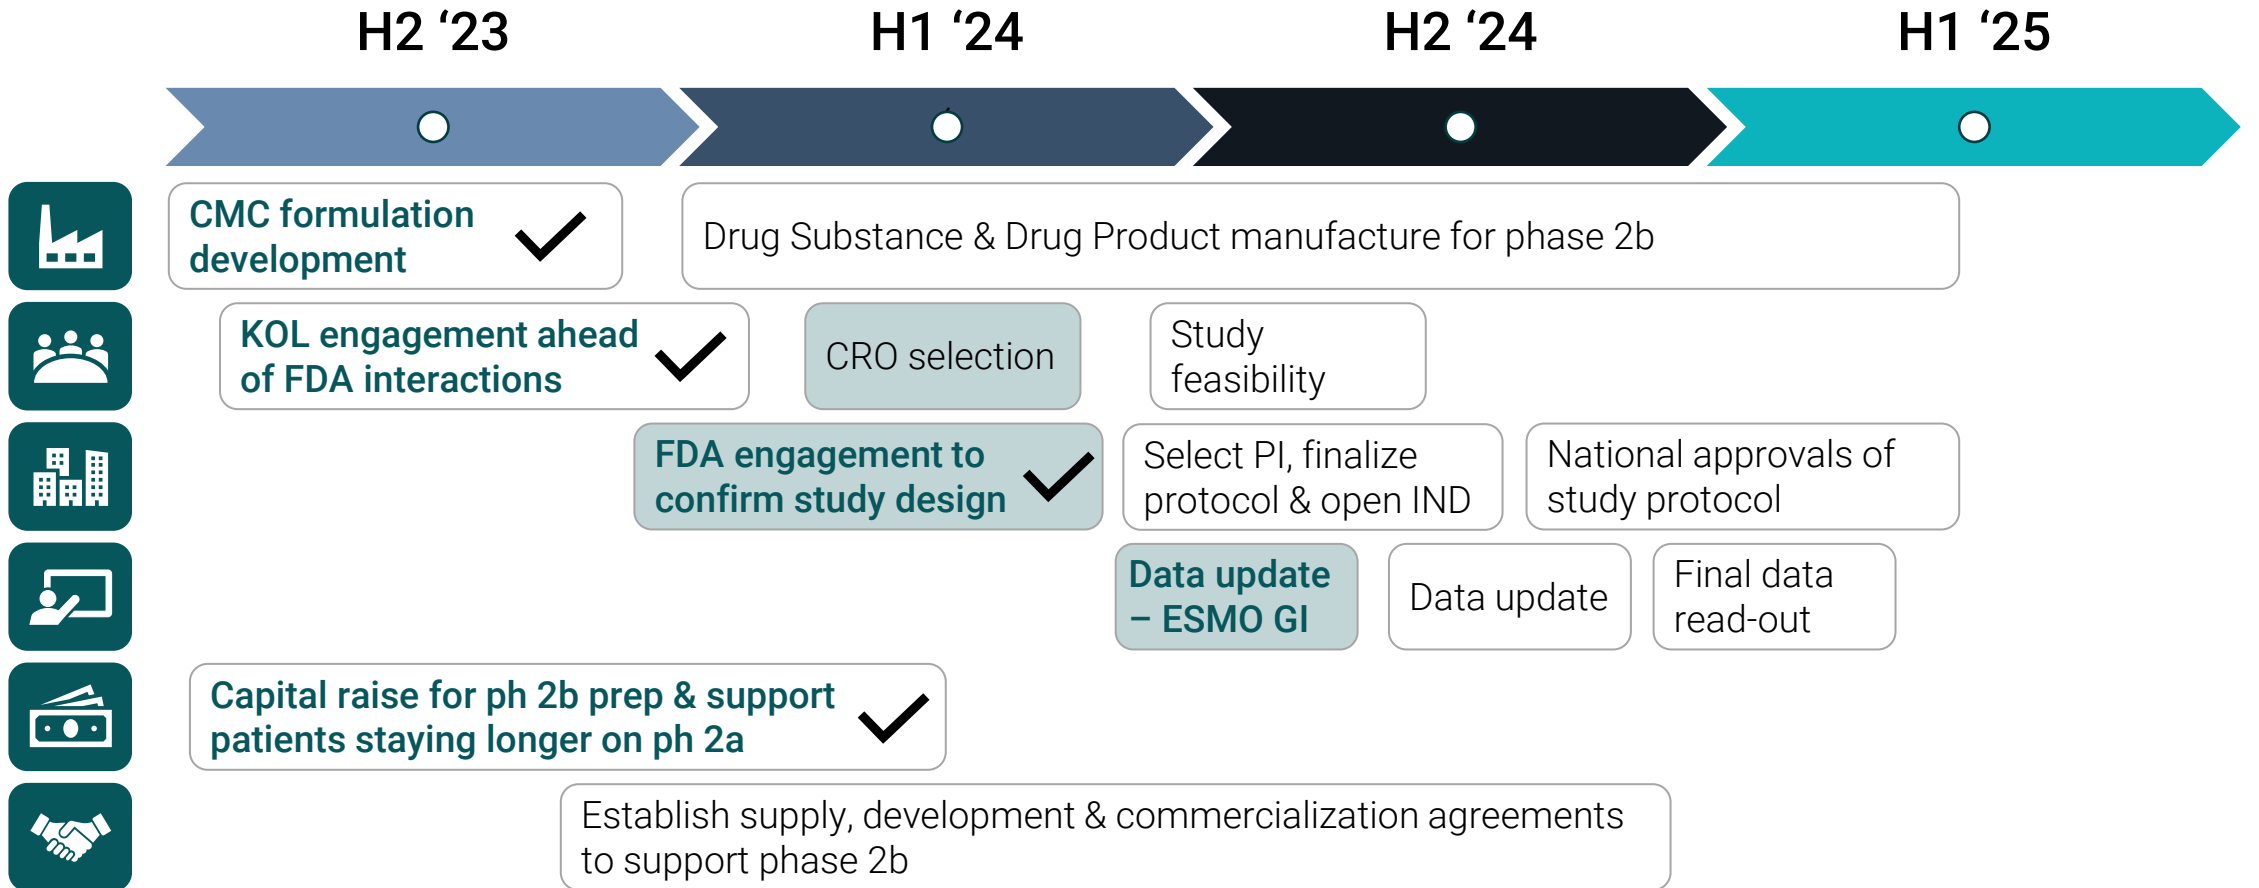 H2 ‘23
H1 ‘24
H2 ‘24
H1 ‘25
CMC formulation
development
Drug Substance & Drug Product manufacture for phase 2b
KOL engagement ahead
of FDA interactions
CRO selection
Study
feasibility
FDA engagement to
confirm study design
Select PI, finalize
protocol & open IND
National approvals of
study protocol
Data update
– ESMO GI
Data update
Final data
read-out
Capital raise for ph 2b prep & support
patients staying longer on ph 2a
Establish supply, development & commercialization agreements
to support phase 2b